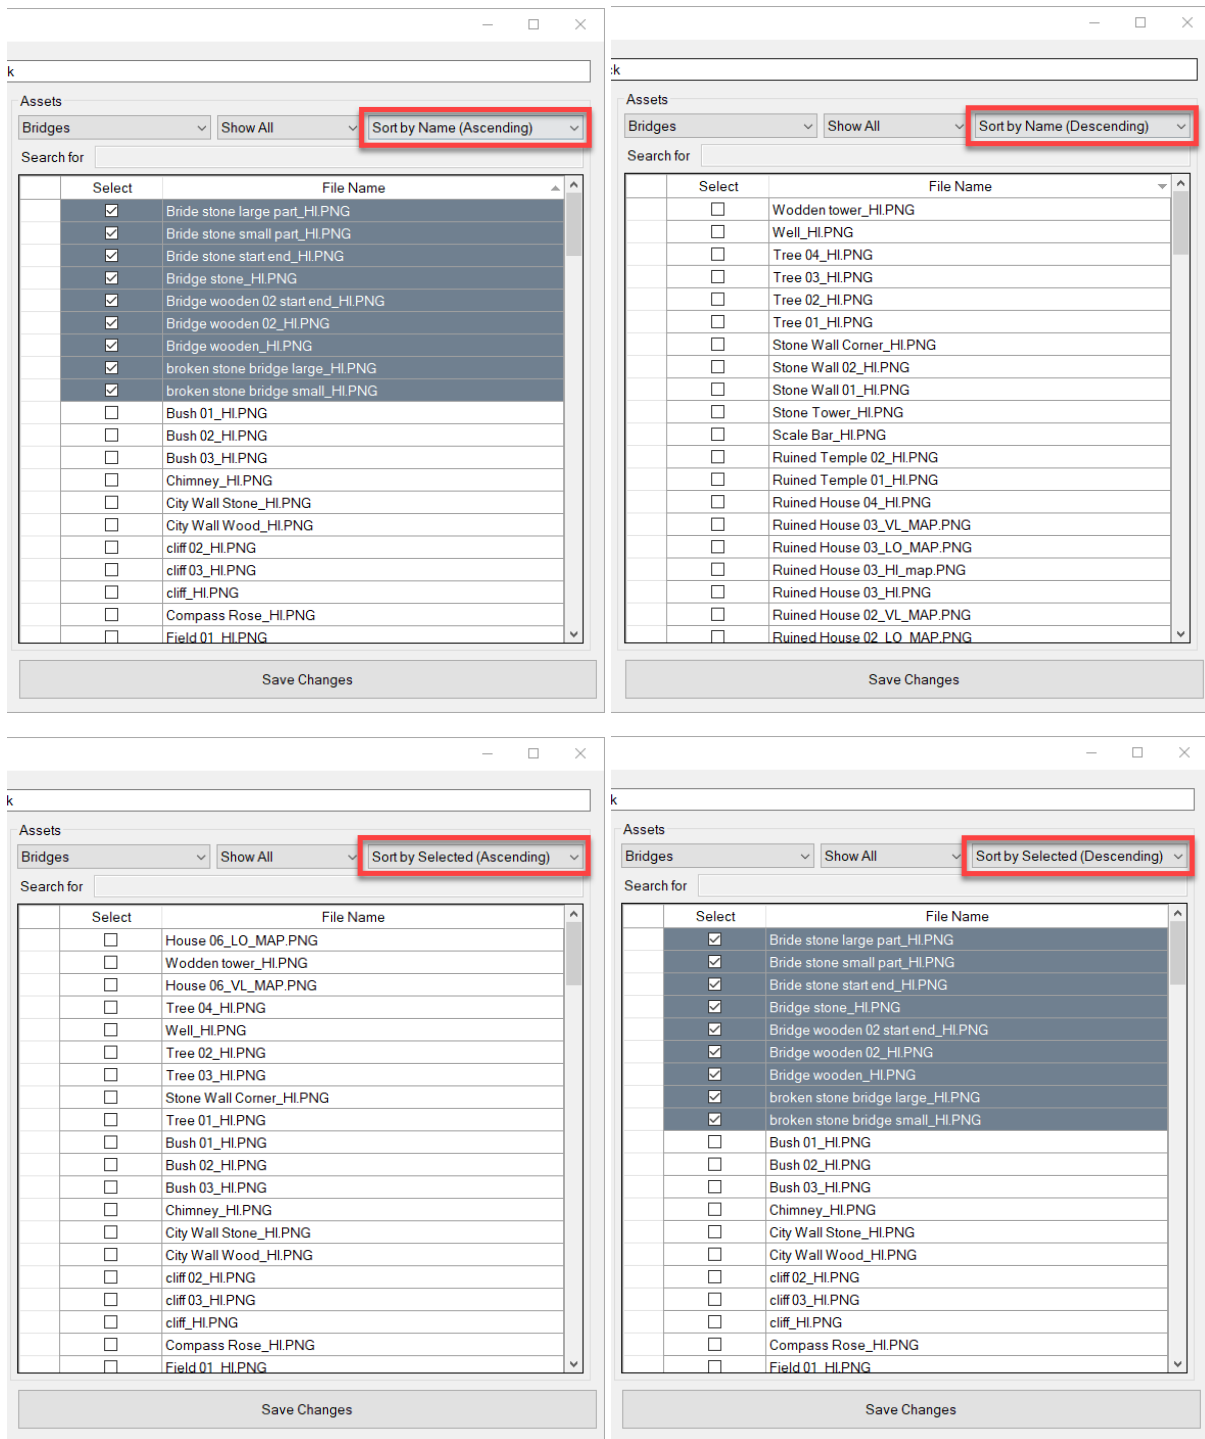 k
Assets
Bridges Show All Sort by Name (Ascending)
Search for
Select File Name
Bride stone large part_HI.PNG
Bride stone small part_HI.PNG
Bride stone start end_HI.PNG
Bridge stone_HI.PNG
Bridge wooden 02 start end_HI.PNG
Bridge wooden 02_HI.PNG
Bridge wooden_HI.PNG
broken stone bridge large_HI.PNG
broken stone bridge small_HI.PNG
Bush 01_HI.PNG
Bush 02_HI.PNG
Bush 03_HI.PNG
Chimney_HI.PNG
City Wall Stone_HI.PNG
City Wall Wood_HI.PNG
cliff 02_HI.PNG
cliff 03_HI.PNG
cliff_HI.PNG
Compass Rose_HI.PNG
Field 01_HI.PNG
Save Changes
k
Assets
Bridges Show All Sort by Name (Descending)
Search for
Select File Name
Wodden tower_HI.PNG
Well_HI.PNG
Tree 04_HI.PNG
Tree 03_HI.PNG
Tree 02_HI.PNG
Tree 01_HI.PNG
Stone Wall Corner_HI.PNG
Stone Wall 02_HI.PNG
Stone Wall 01_HI.PNG
Stone Tower_HI.PNG
Scale Bar_HI.PNG
Ruined Temple 02_HI.PNG
Ruined Temple 01_HI.PNG
Ruined House 04_HI.PNG
Ruined House 03_VL_MAP.PNG
Ruined House 03_LO_MAP.PNG
Ruined House 03_HI_map.PNG
Ruined House 03_HI.PNG
Ruined House 02_VL_MAP.PNG
Ruined House 02_LO_MAP.PNG
Save Changes
k
Assets
Bridges Show All Sort by Selected (Ascending)
Search for
Select File Name
House 06_LO_MAP.PNG
Wodden tower_HI.PNG
House 06_VL_MAP.PNG
Tree 04_HI.PNG
Well_HI.PNG
Tree 02_HI.PNG
Tree 03_HI.PNG
Stone Wall Corner_HI.PNG
Tree 01_HI.PNG
Bush 01_HI.PNG
Bush 02_HI.PNG
Bush 03_HI.PNG
Chimney_HI.PNG
City Wall Stone_HI.PNG
City Wall Wood_HI.PNG
cliff 02_HI.PNG
cliff 03_HI.PNG
cliff_HI.PNG
Compass Rose_HI.PNG
Field 01_HI.PNG
Save Changes
k
Assets
Bridges Show All Sort by Selected (Descending)
Search for
Select File Name
Bride stone large part_HI.PNG
Bride stone small part_HI.PNG
Bride stone start end_HI.PNG
Bridge stone_HI.PNG
Bridge wooden 02 start end_HI.PNG
Bridge wooden 02_HI.PNG
Bridge wooden_HI.PNG
broken stone bridge large_HI.PNG
broken stone bridge small_HI.PNG
Bush 01_HI.PNG
Bush 02_HI.PNG
Bush 03_HI.PNG
Chimney_HI.PNG
City Wall Stone_HI.PNG
City Wall Wood_HI.PNG
cliff 02_HI.PNG
cliff 03_HI.PNG
cliff_HI.PNG
Compass Rose_HI.PNG
Field 01_HI.PNG
Save Changes